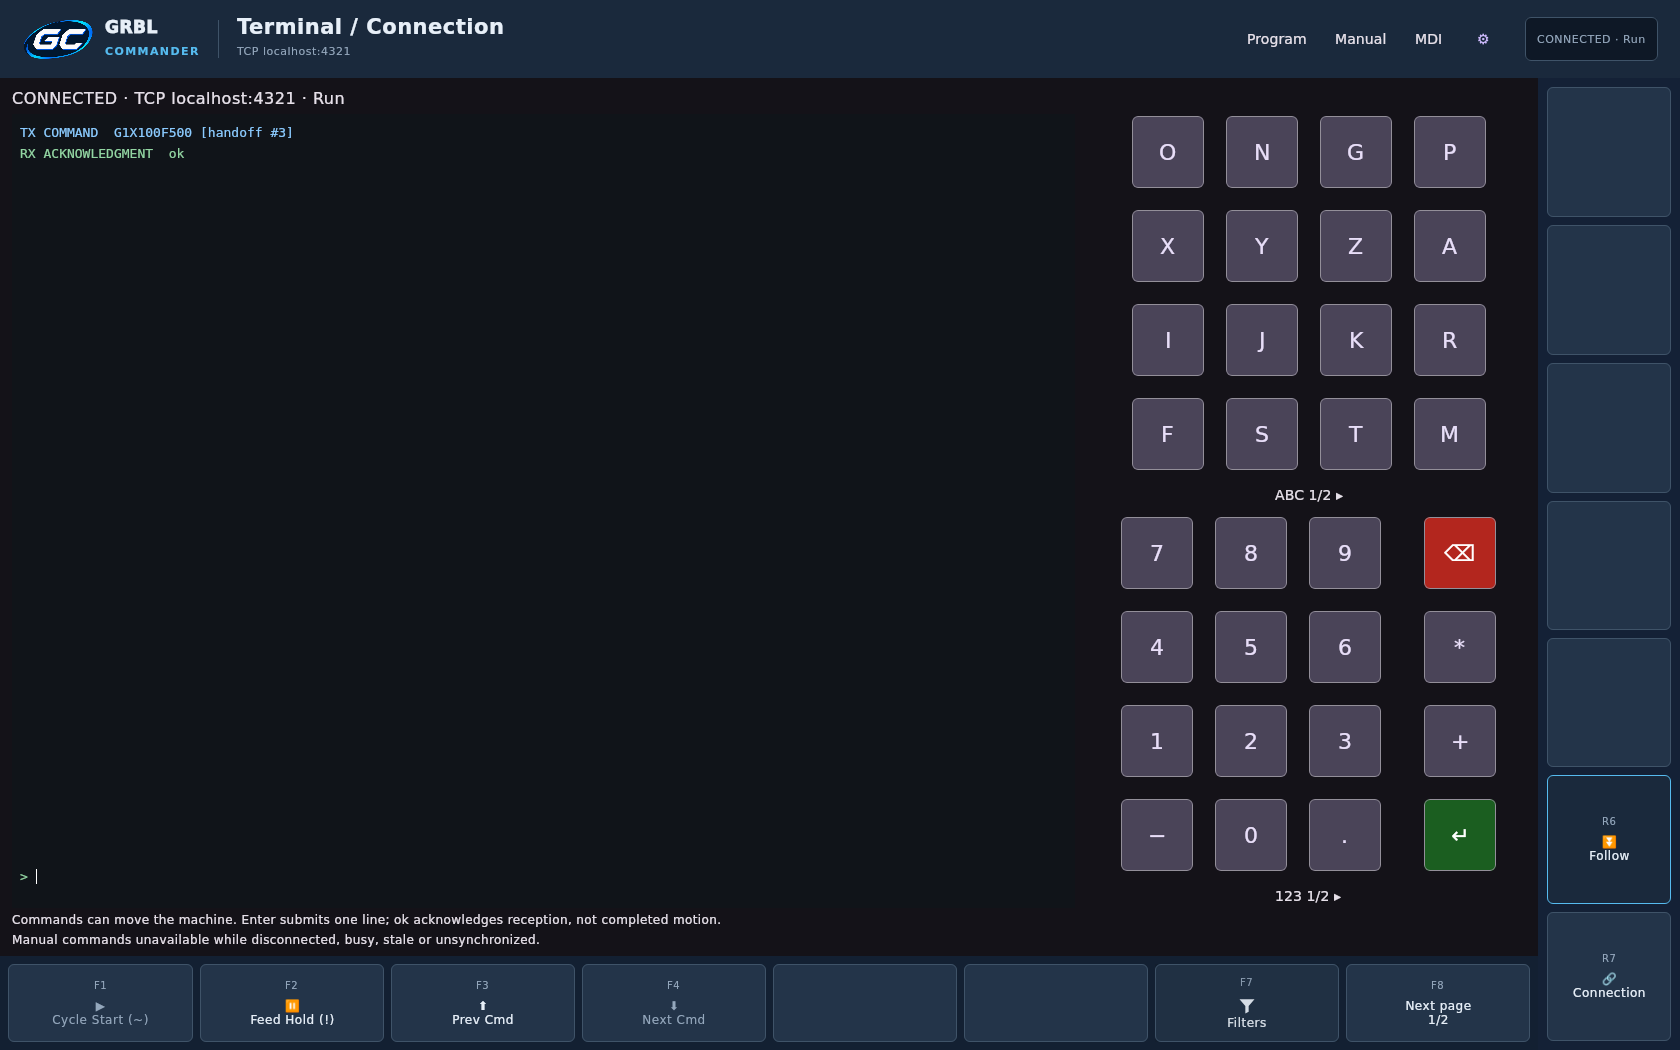 GC
GRBL
COMMANDER
Terminal / Connection
TCP localhost:4321
Program
Manual
MDI
CONNECTED · Run
CONNECTED · TCP localhost:4321 · Run
TX COMMAND  G1X100F500 [handoff #3]
RX ACKNOWLEDGMENT  ok
>
O N G P
X Y Z A
I J K R
F S T M
ABC 1/2 ▸
7 8 9 ⌫
4 5 6 *
1 2 3 +
− 0 . ↵
123 1/2 ▸
Commands can move the machine. Enter submits one line; ok acknowledges reception, not completed motion.
Manual commands unavailable while disconnected, busy, stale or unsynchronized.
R6
Follow
R7
Connection
F1
Cycle Start (~)
F2
Feed Hold (!)
F3
Prev Cmd
F4
Next Cmd
F7
Filters
F8
Next page
1/2